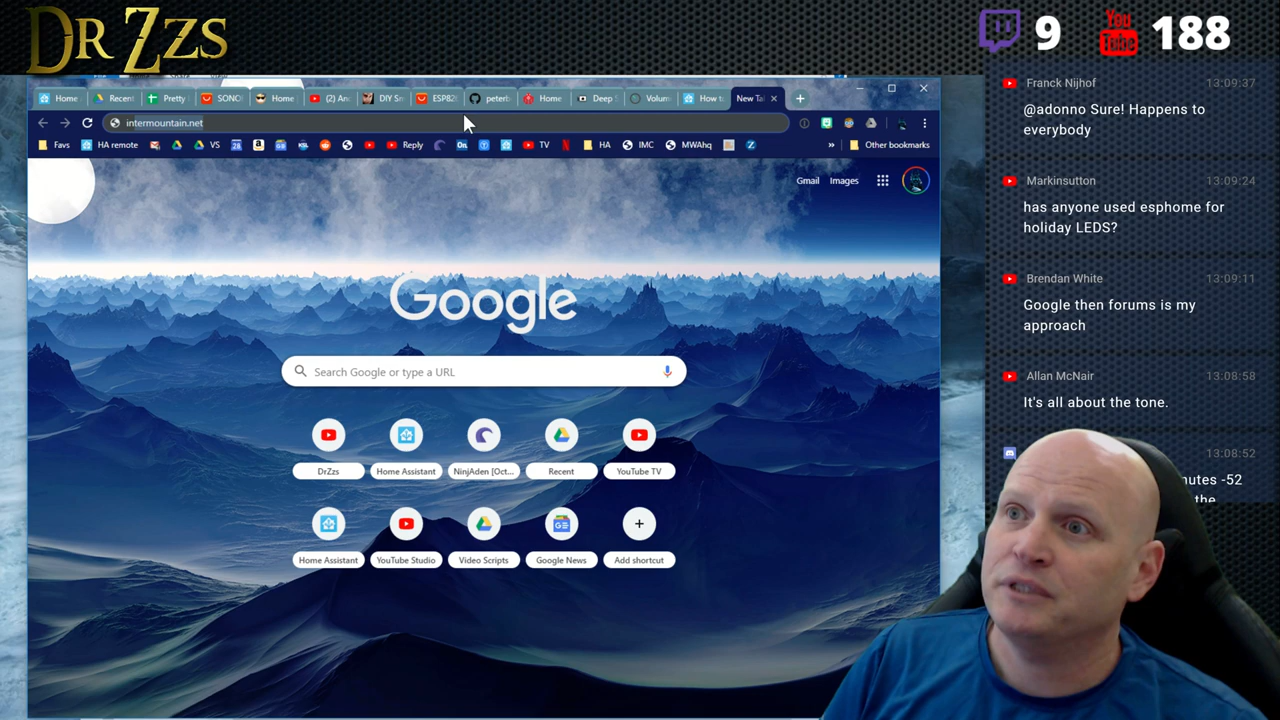 DR ZZS
9
You
Tube
188
Home
Recent
Pretty
SONO
Home
(2) An
DIY Sm
ESP82
peterb
Home
Deep S
Volum
How t
New Ta
intermountain.net
Favs
HA remote
VS
Reply
TV
HA
IMC
MWAhq
Other bookmarks
Gmail
Images
Google
Search Google or type a URL
DrZzs
Home Assistant
NinjAden [Oct...
Recent
YouTube TV
Home Assistant
YouTube Studio
Video Scripts
Google News
Add shortcut
Franck Nijhof
13:09:37
@adonno Sure! Happens to
everybody
Markinsutton
13:09:24
has anyone used esphome for
holiday LEDS?
Brendan White
13:09:11
Google then forums is my
approach
Allan McNair
13:08:58
It's all about the tone.
13:08:52
nutes -52
the